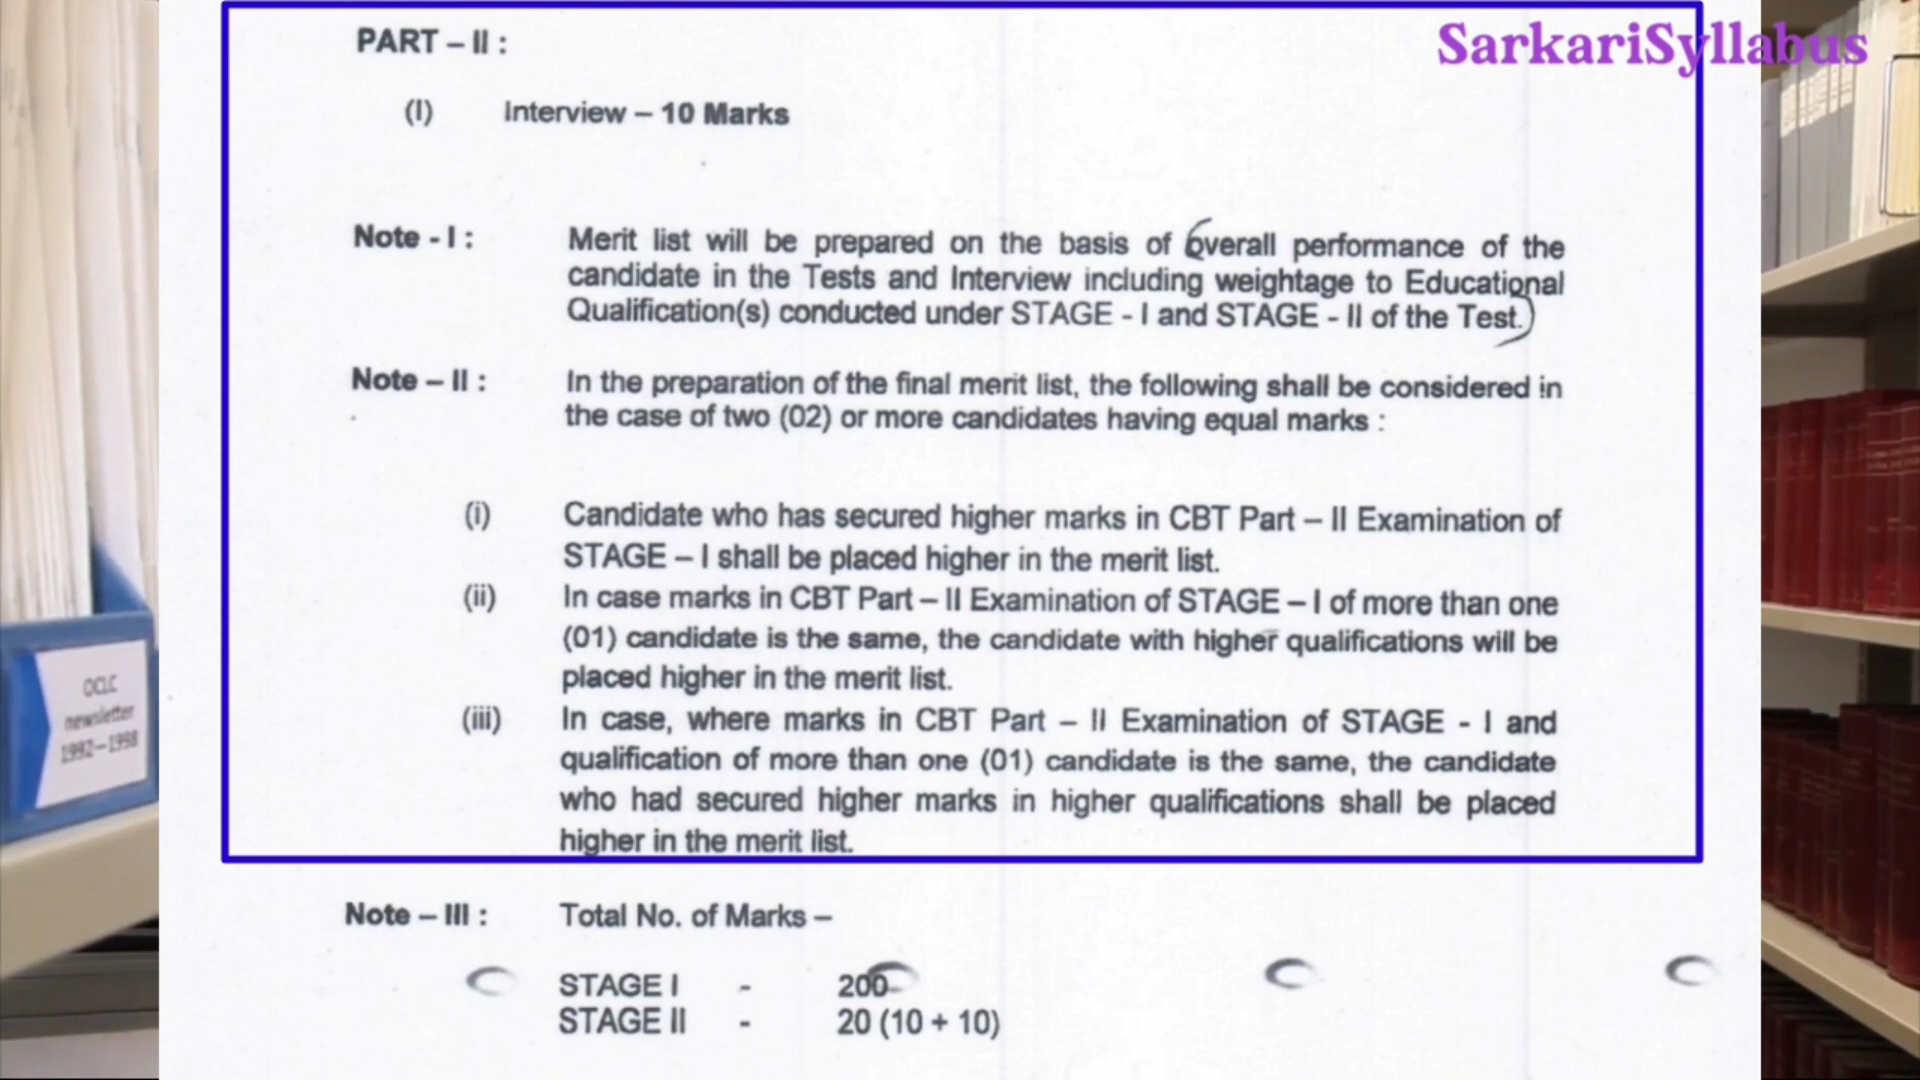 SarkariSyllabus
PART – II :
(I) Interview – 10 Marks
Note - I : Merit list will be prepared on the basis of overall performance of the
candidate in the Tests and Interview including weightage to Educational
Qualification(s) conducted under STAGE - I and STAGE - II of the Test.
Note – II : In the preparation of the final merit list, the following shall be considered in
the case of two (02) or more candidates having equal marks :
(i) Candidate who has secured higher marks in CBT Part – II Examination of
STAGE – I shall be placed higher in the merit list.
(ii) In case marks in CBT Part – II Examination of STAGE – I of more than one
(01) candidate is the same, the candidate with higher qualifications will be
placed higher in the merit list.
(iii) In case, where marks in CBT Part – II Examination of STAGE - I and
qualification of more than one (01) candidate is the same, the candidate
who had secured higher marks in higher qualifications shall be placed
higher in the merit list.
Note – III : Total No. of Marks –
STAGE I - 200
STAGE II - 20 (10 + 10)
OCLC
newsletter
1992–1998